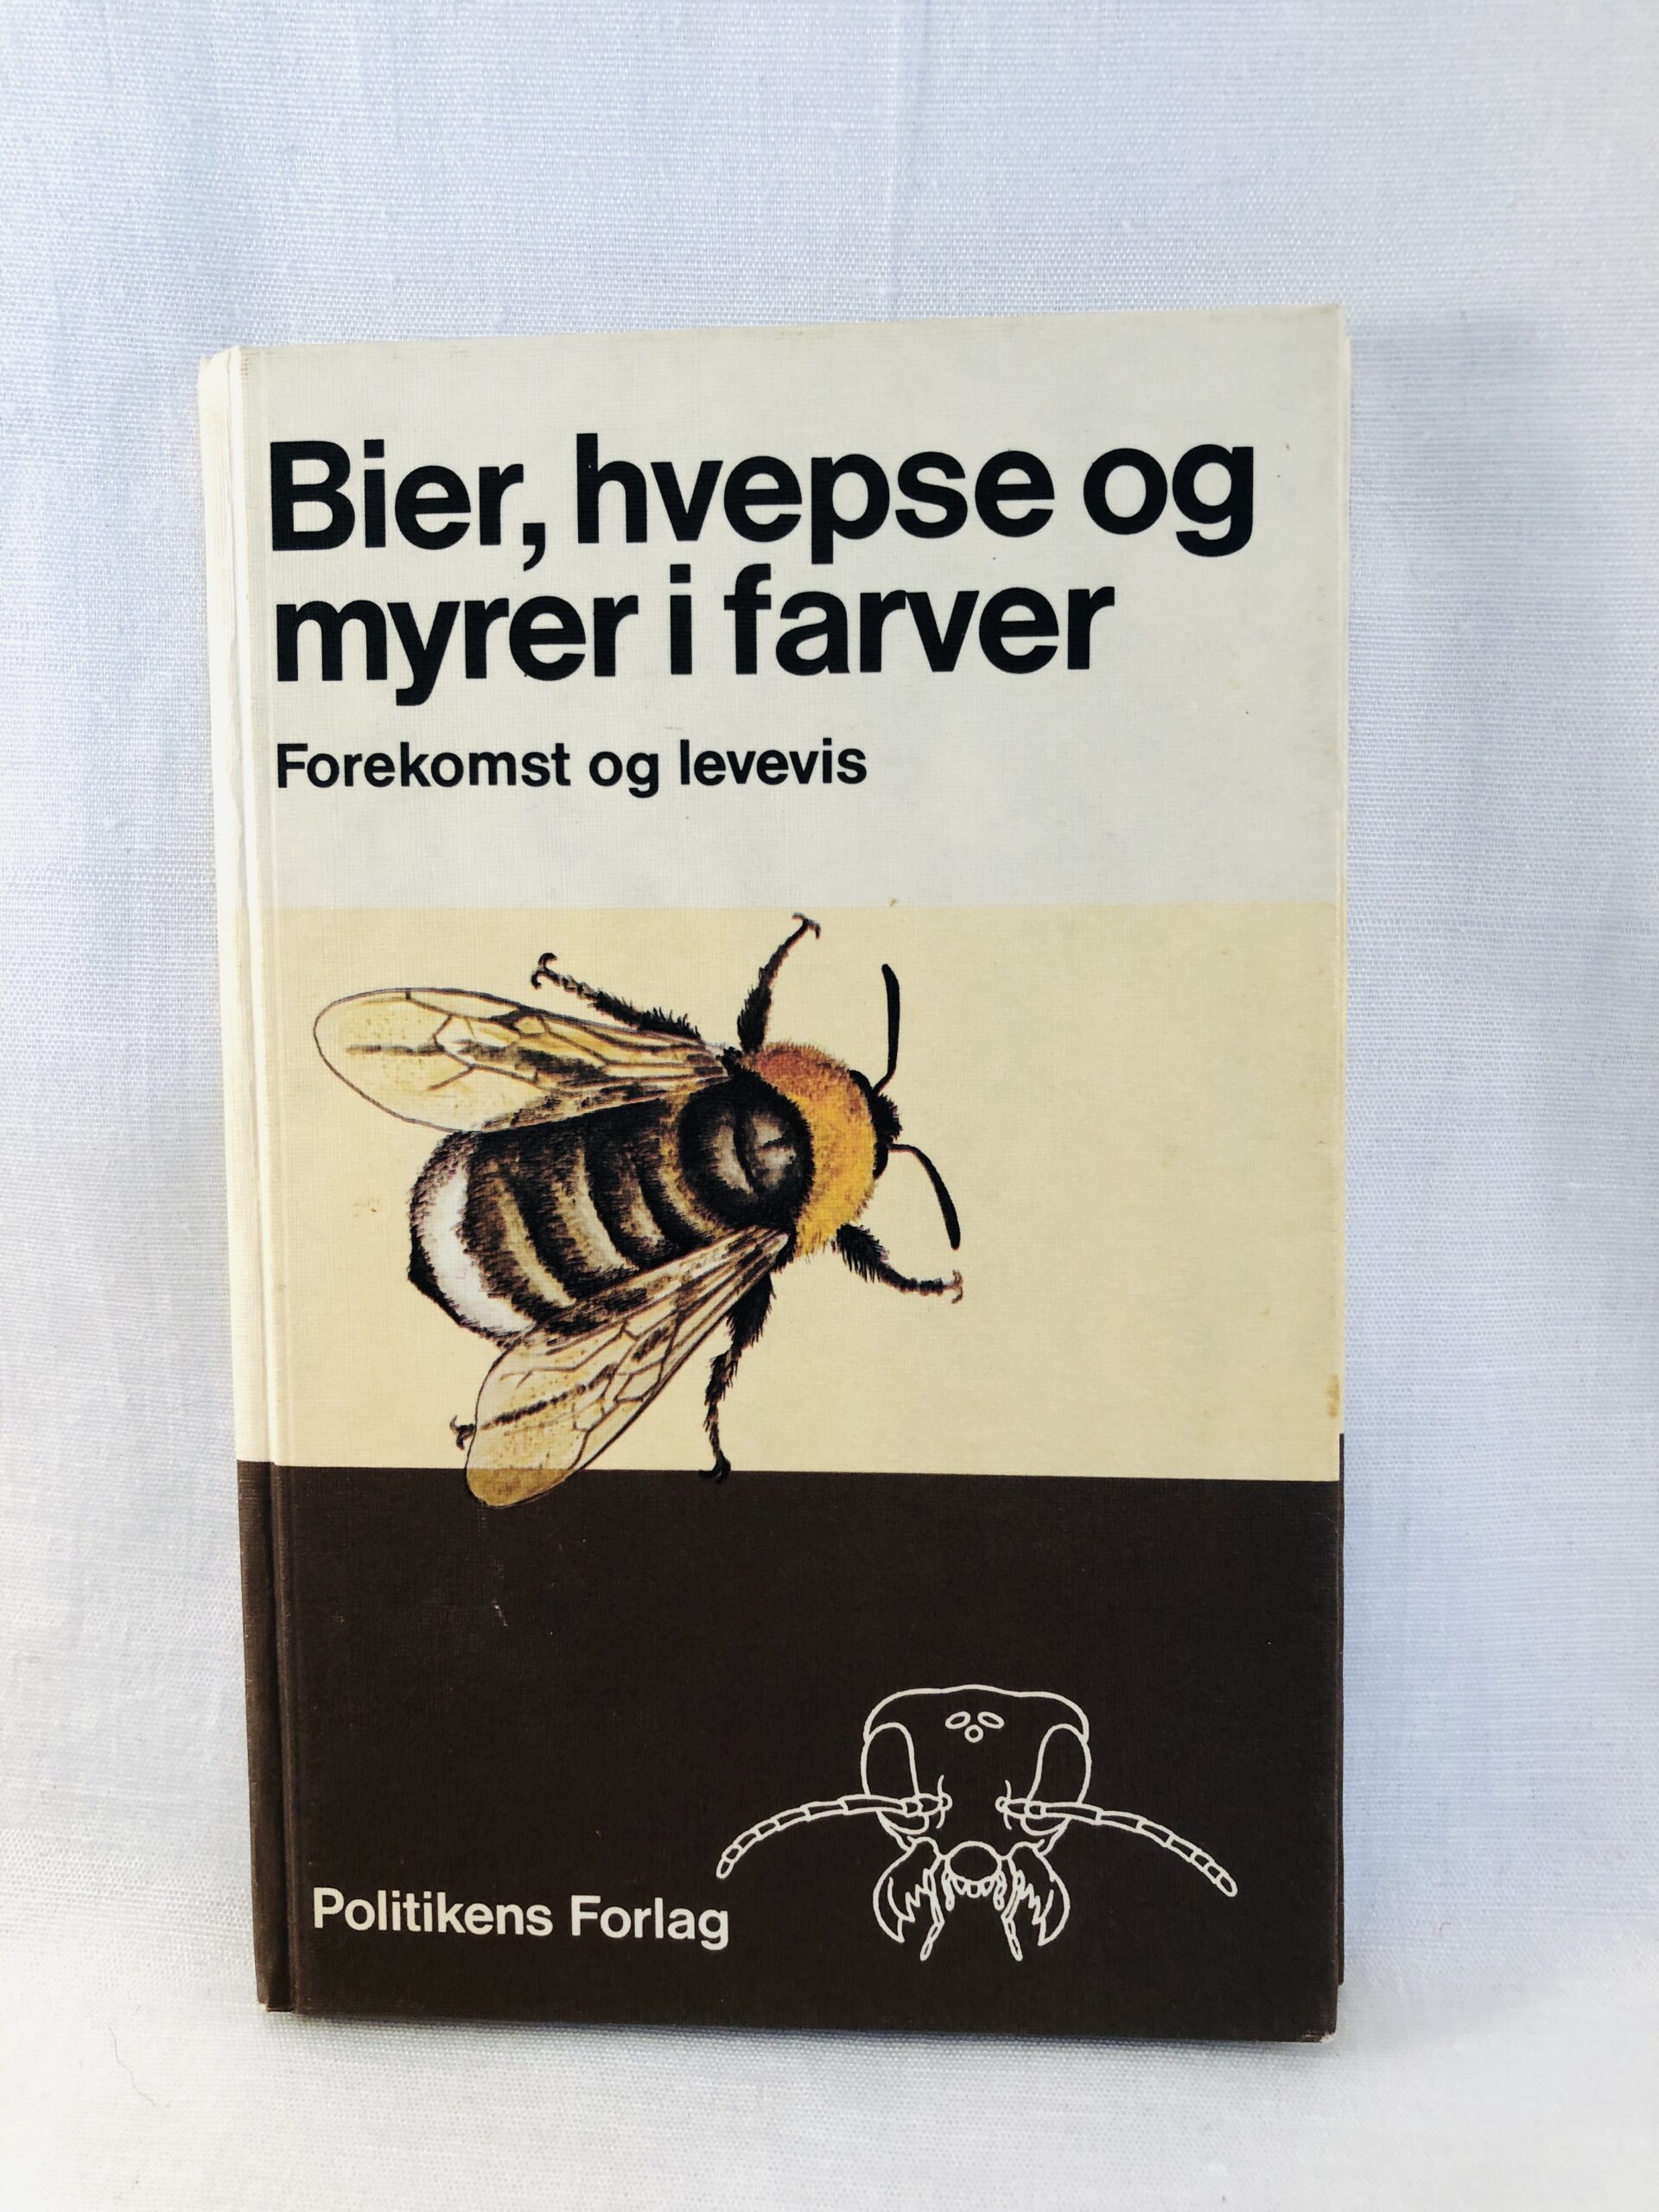 Bier, hvepse og
myrer i farver
Forekomst og levevis
Politikens Forlag